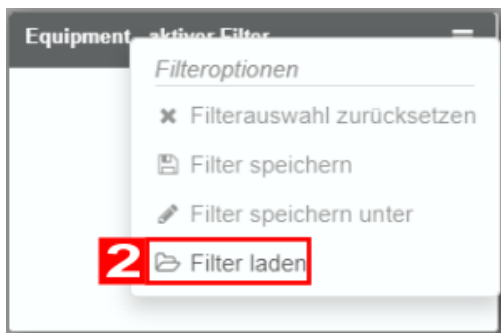 Equipment - aktiver Filter
Filteroptionen
Filterauswahl zurücksetzen
Filter speichern
Filter speichern unter
2 Filter laden